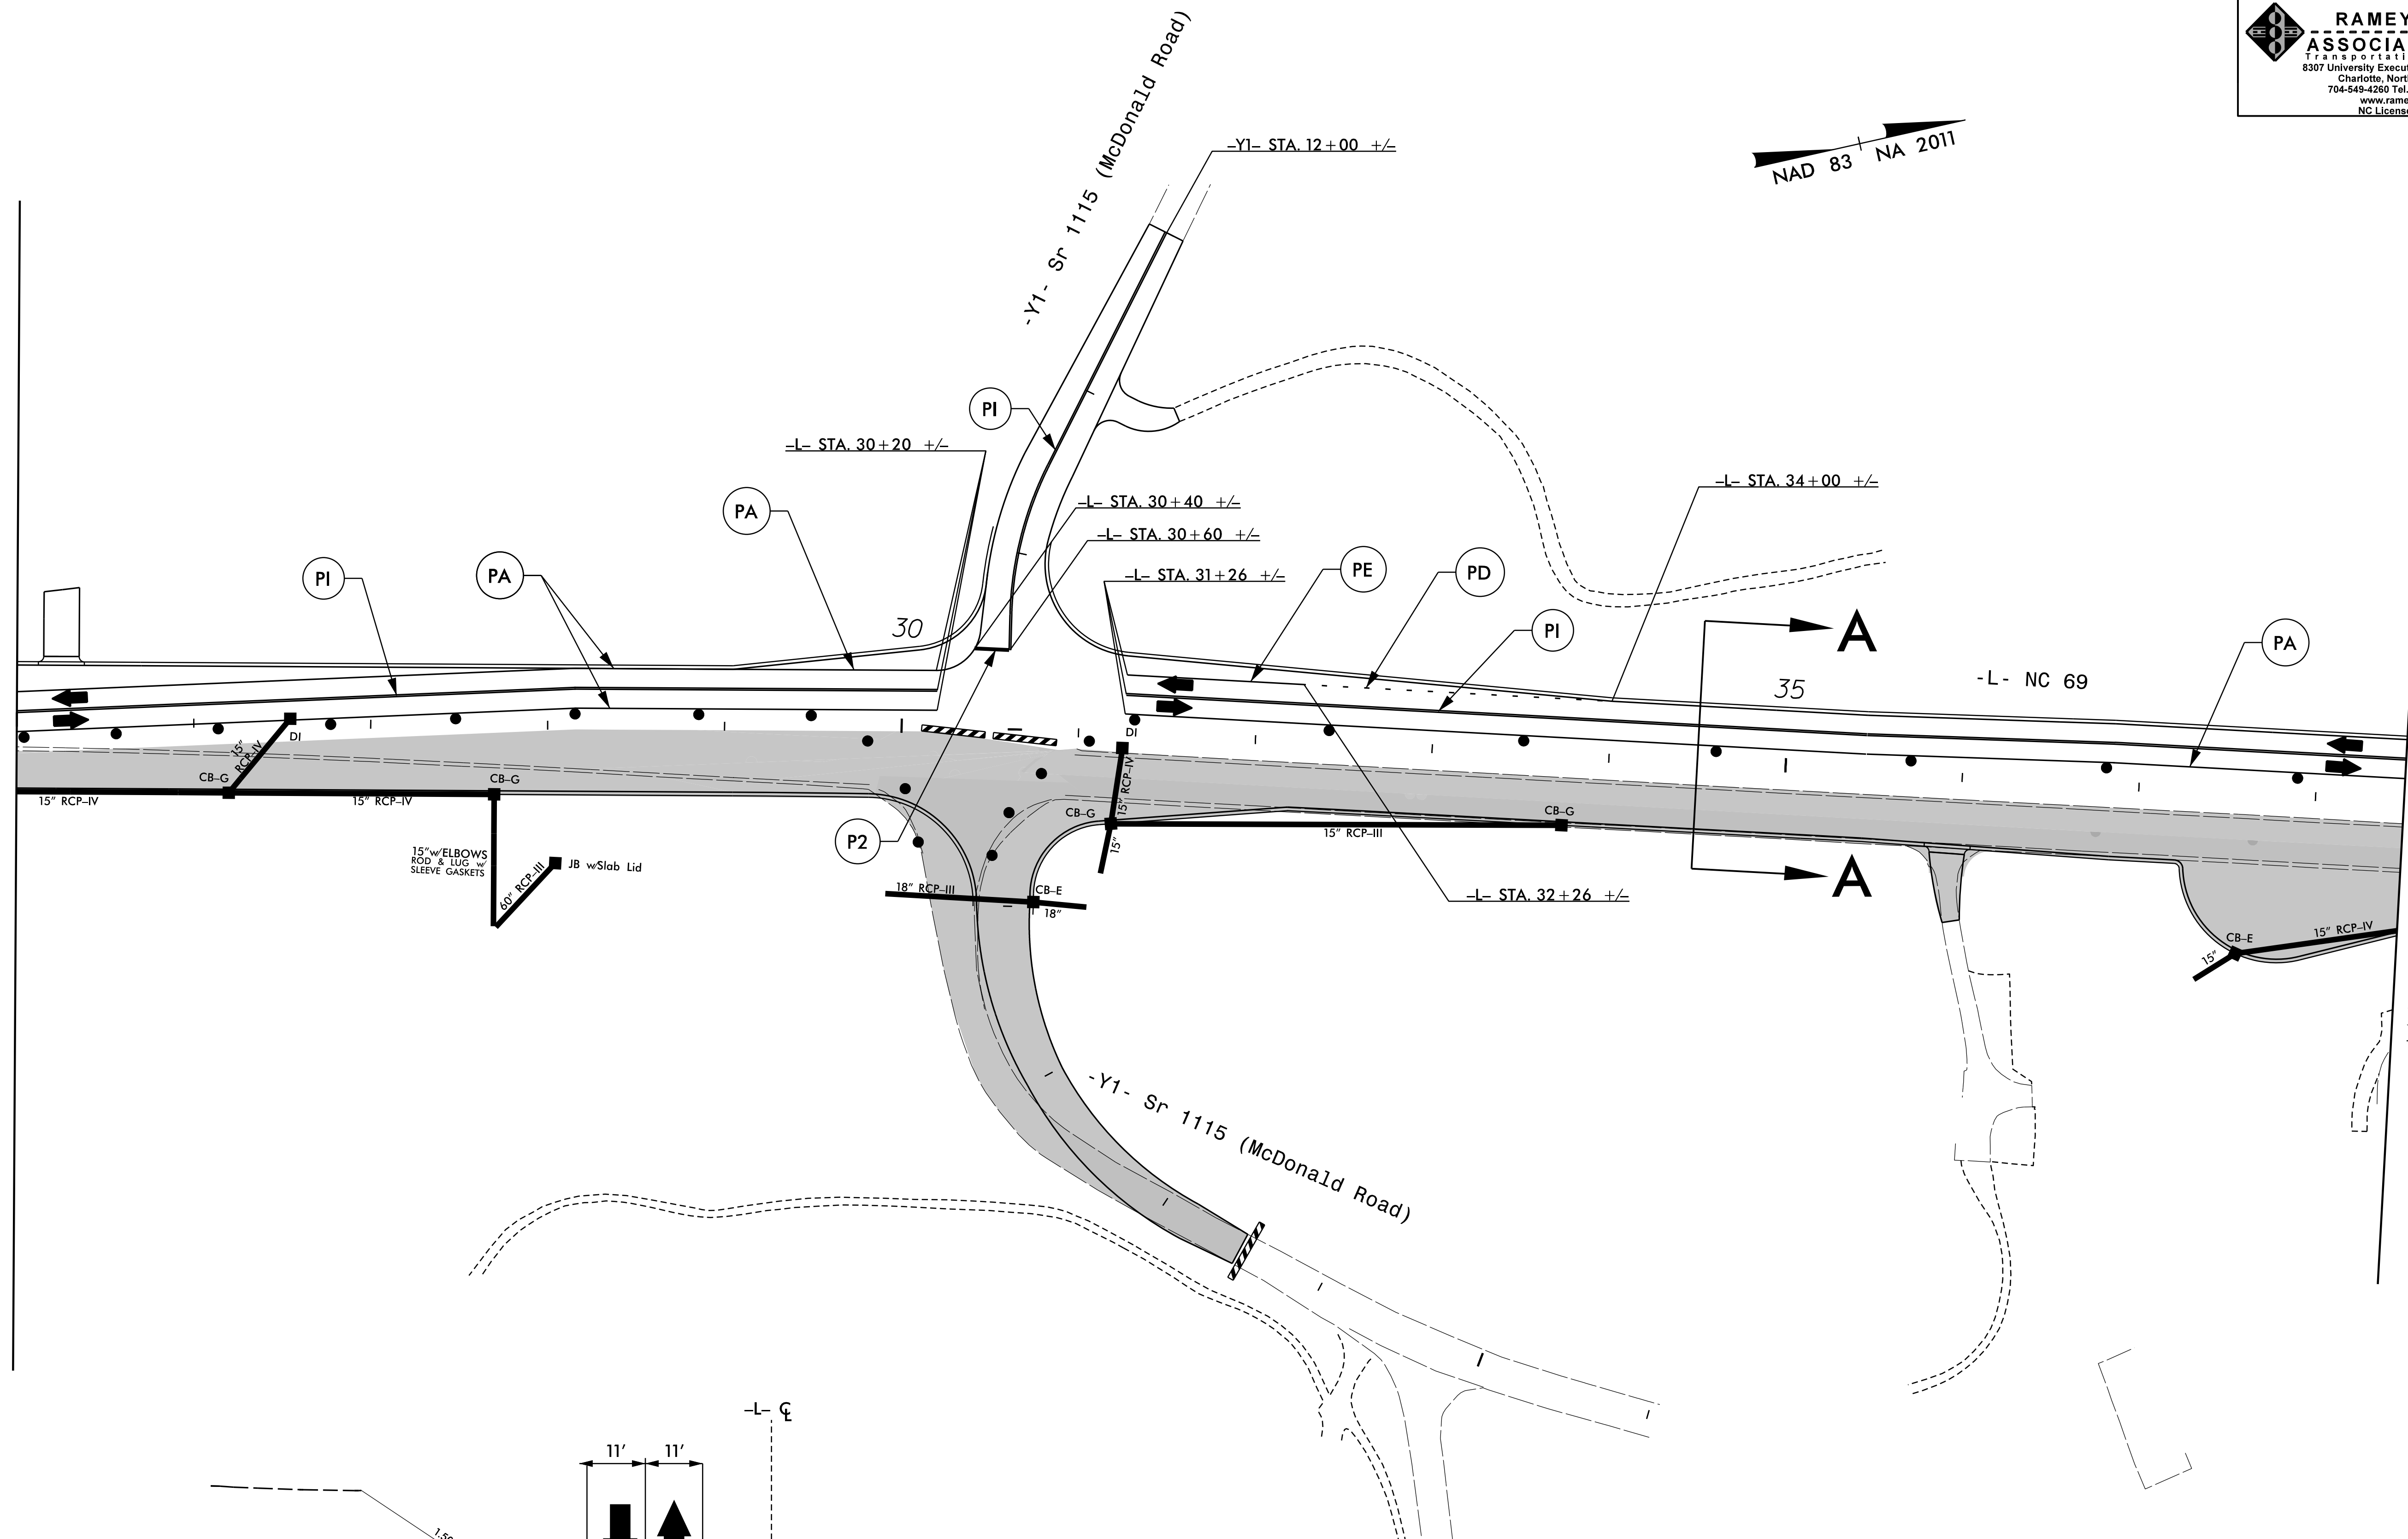 RAMEY
ASSOCIA
Transportati
8307 University Execut
Charlotte, Nort
704-549-4260 Tel.
www.rame
NC License
NAD 83 NA 2011
-Y1- Sr 1115 (McDonald Road)
-Y1- STA. 12+00 +/-
PI
-L- STA. 30+20 +/-
-L- STA. 30+40 +/-
-L- STA. 30+60 +/-
-L- STA. 31+26 +/-
-L- STA. 34+00 +/-
PA
PI
PA
PE
PD
PI
PA
30
35
A
-L- NC 69
DI
15" RCP-IV
CB-G
CB-G
15" RCP-IV
15" RCP-IV
DI
15" RCP-IV
CB-G
15"
CB-G
15" RCP-III
P2
15"w/ELBOWS
ROD & LUG w/
SLEEVE GASKETS
60" RCP-III
JB w/Slab Lid
18" RCP-III
CB-E
18"
A
-L- STA. 32+26 +/-
CB-E
15" RCP-IV
15"
-Y1- Sr 1115 (McDonald Road)
-L- CL
11' 11'